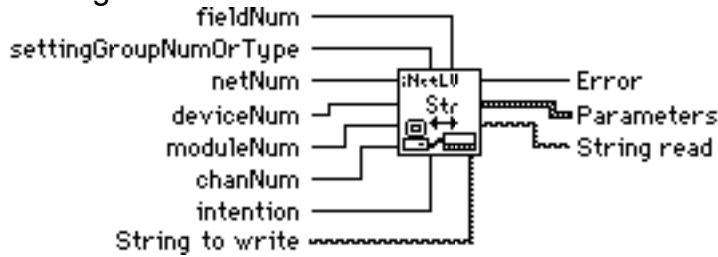 fieldNum
settingGroupNumOrType
netNum
deviceNum
moduleNum
chanNum
intention
String to write
iNetLV
Str
Error
Parameters
String read